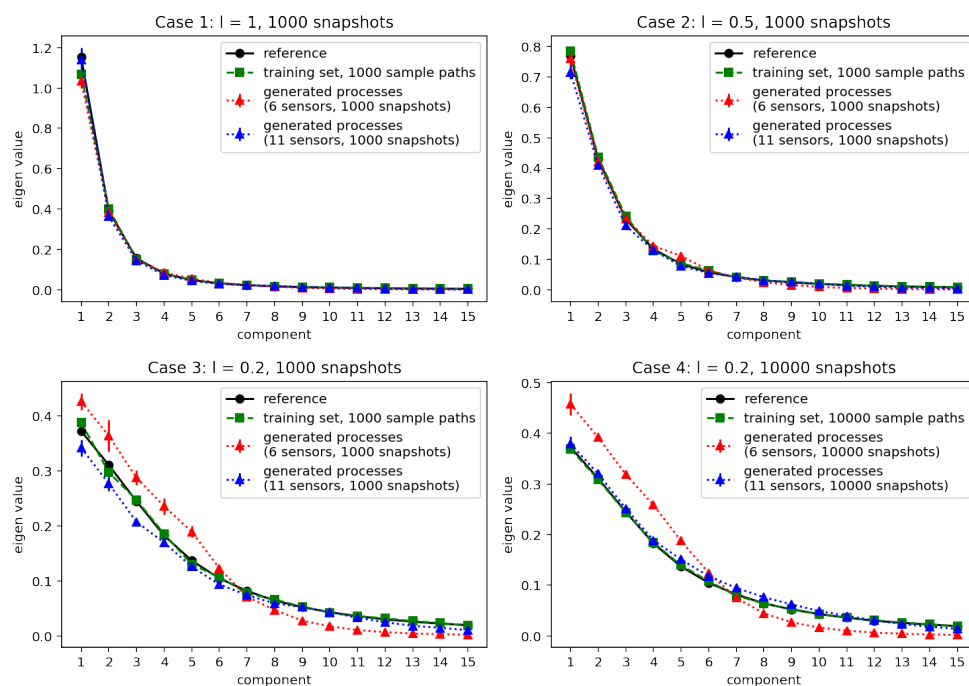 Case 1: l = 1, 1000 snapshots
1.2
1.0
0.8
0.6
0.4
0.2
0.0
eigen value
reference
training set, 1000 sample paths
generated processes
(6 sensors, 1000 snapshots)
generated processes
(11 sensors, 1000 snapshots)
1 2 3 4 5 6 7 8 9 10 11 12 13 14 15
component
Case 2: l = 0.5, 1000 snapshots
0.8
0.7
0.6
0.5
0.4
0.3
0.2
0.1
0.0
eigen value
reference
training set, 1000 sample paths
generated processes
(6 sensors, 1000 snapshots)
generated processes
(11 sensors, 1000 snapshots)
1 2 3 4 5 6 7 8 9 10 11 12 13 14 15
component
Case 3: l = 0.2, 1000 snapshots
0.4
0.3
0.2
0.1
0.0
eigen value
reference
training set, 1000 sample paths
generated processes
(6 sensors, 1000 snapshots)
generated processes
(11 sensors, 1000 snapshots)
1 2 3 4 5 6 7 8 9 10 11 12 13 14 15
component
Case 4: l = 0.2, 10000 snapshots
0.5
0.4
0.3
0.2
0.1
0.0
eigen value
reference
training set, 10000 sample paths
generated processes
(6 sensors, 10000 snapshots)
generated processes
(11 sensors, 10000 snapshots)
1 2 3 4 5 6 7 8 9 10 11 12 13 14 15
component